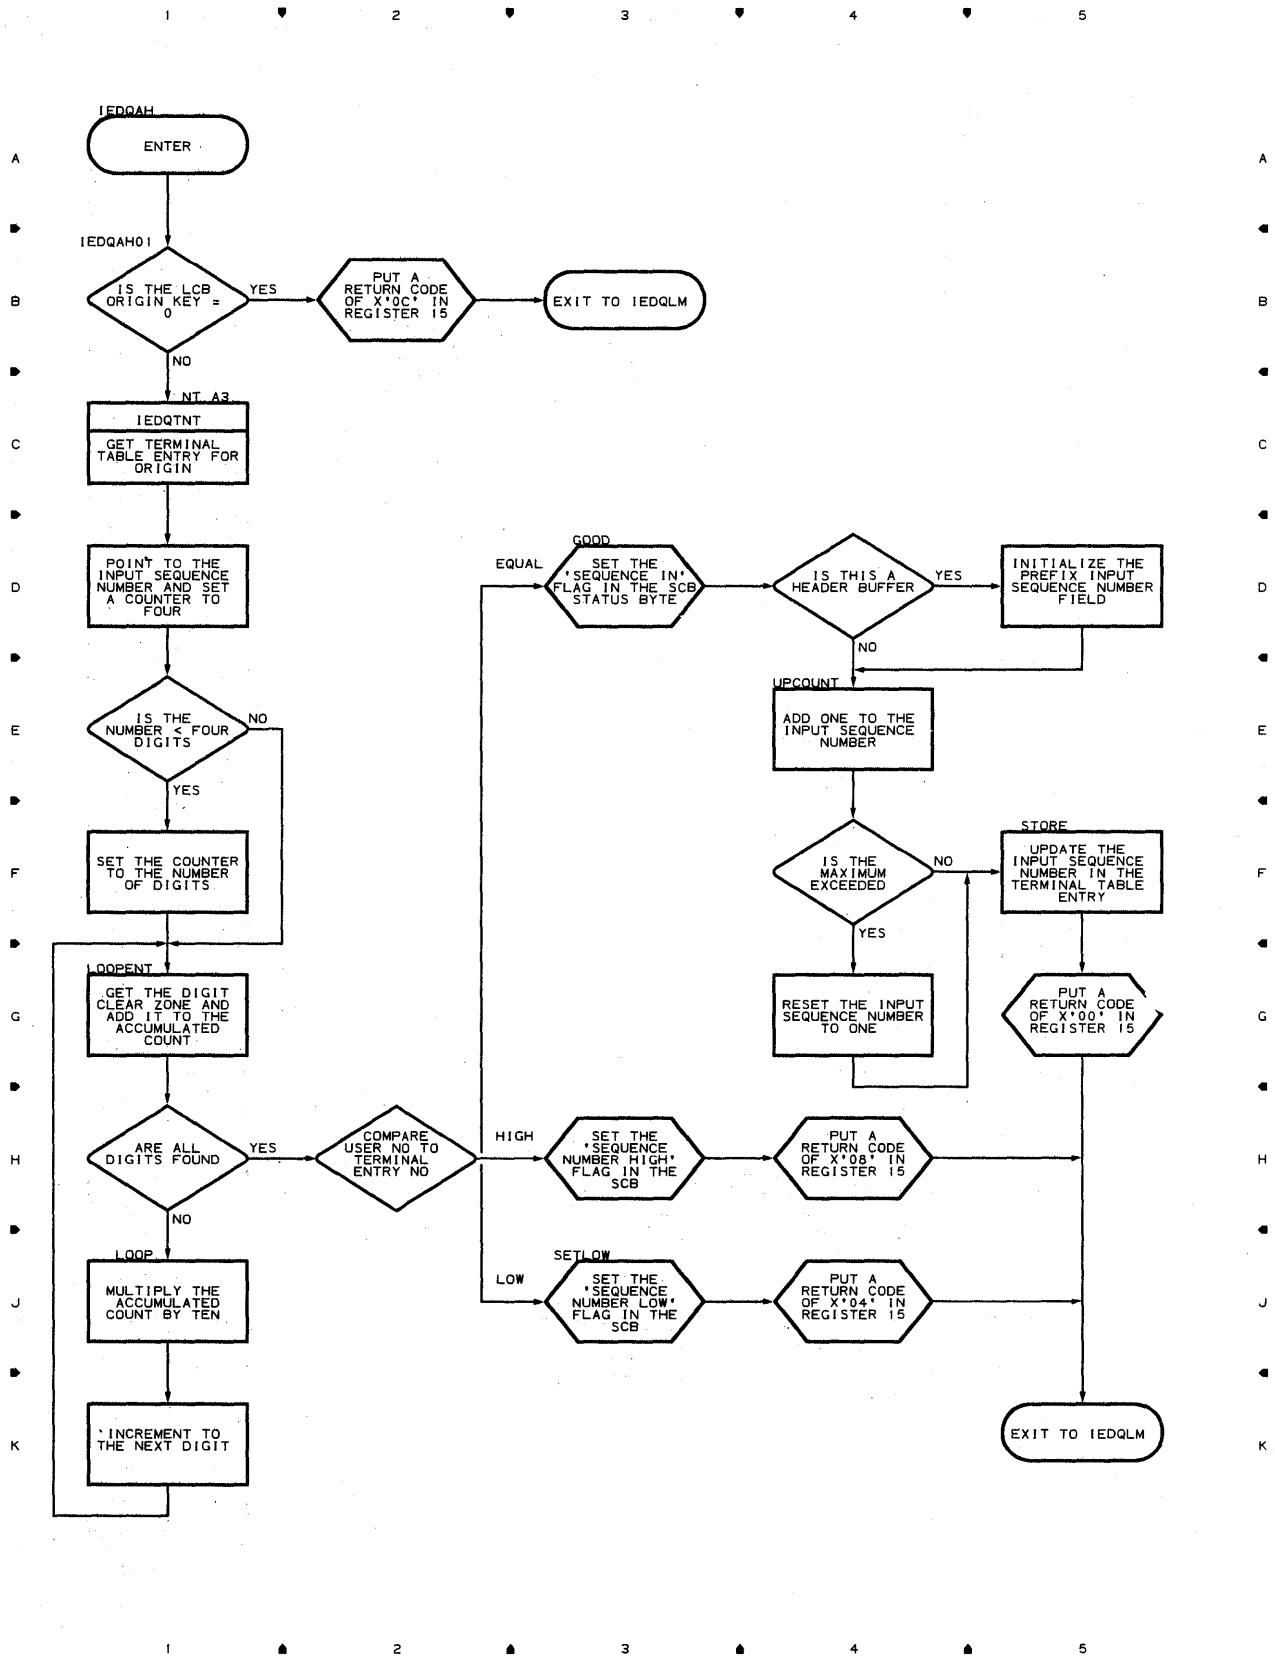 1 2 3 4 5
IEDQAH
ENTER
A A
IEDQAH01
IS THE LCB
ORIGIN KEY =
0
YES
PUT A
RETURN CODE
OF X'0C' IN
REGISTER 15
EXIT TO IEDQLM
B B
NO
NT A3
IEDQTNT
GET TERMINAL
TABLE ENTRY FOR
ORIGIN
C C
POINT TO THE
INPUT SEQUENCE
NUMBER AND SET
A COUNTER TO
FOUR
EQUAL
GOOD
SET THE
'SEQUENCE IN'
FLAG IN THE SCB
STATUS BYTE
IS THIS A
HEADER BUFFER
YES
INITIALIZE THE
PREFIX INPUT
SEQUENCE NUMBER
FIELD
D D
NO
IS THE
NUMBER < FOUR
DIGITS
NO
YES
UPCOUNT
ADD ONE TO THE
INPUT SEQUENCE
NUMBER
E E
SET THE COUNTER
TO THE NUMBER
OF DIGITS
IS THE
MAXIMUM
EXCEEDED
NO
STORE
UPDATE THE
INPUT SEQUENCE
NUMBER IN THE
TERMINAL TABLE
ENTRY
F F
YES
LOOPENT
GET THE DIGIT
CLEAR ZONE AND
ADD IT TO THE
ACCUMULATED
COUNT
RESET THE INPUT
SEQUENCE NUMBER
TO ONE
PUT A
RETURN CODE
OF X'00' IN
REGISTER 15
G G
ARE ALL
DIGITS FOUND
YES
COMPARE
USER NO TO
TERMINAL
ENTRY NO
HIGH
SET THE
'SEQUENCE
NUMBER HIGH'
FLAG IN THE
SCB
PUT A
RETURN CODE
OF X'08' IN
REGISTER 15
H H
NO
LOOP
MULTIPLY THE
ACCUMULATED
COUNT BY TEN
LOW
SETLOW
SET THE
'SEQUENCE
NUMBER LOW'
FLAG IN THE
SCB
PUT A
RETURN CODE
OF X'04' IN
REGISTER 15
J J
INCREMENT TO
THE NEXT DIGIT
EXIT TO IEDQLM
K K
1 2 3 4 5